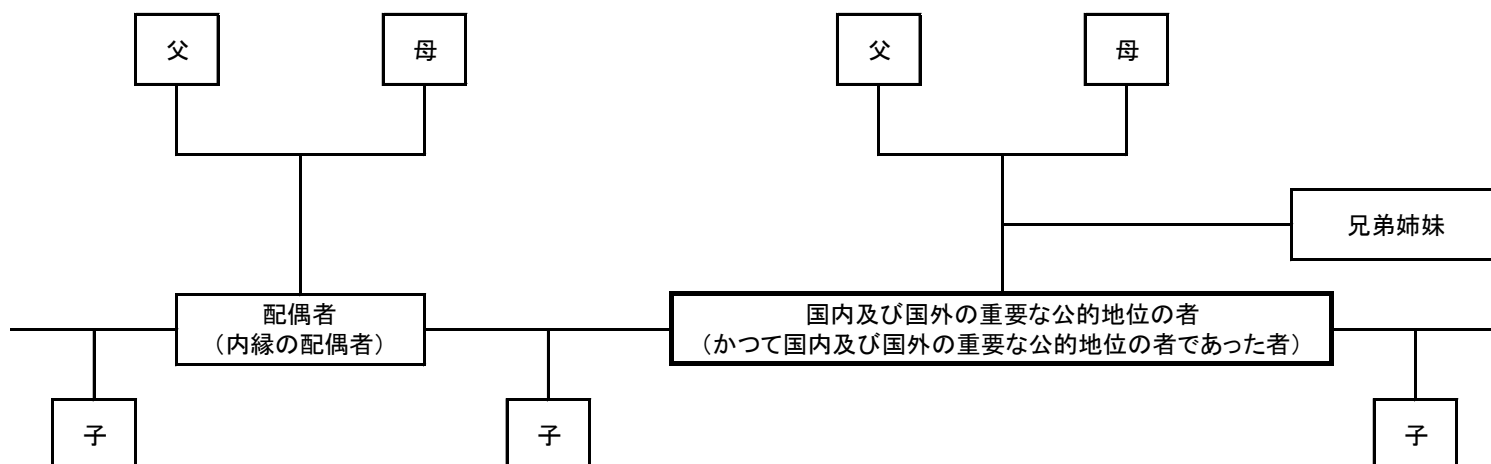 父
母
父
母
兄弟姉妹
配偶者
（内縁の配偶者）
国内及び国外の重要な公的地位の者
（かつて国内及び国外の重要な公的地位の者であった者）
子
子
子